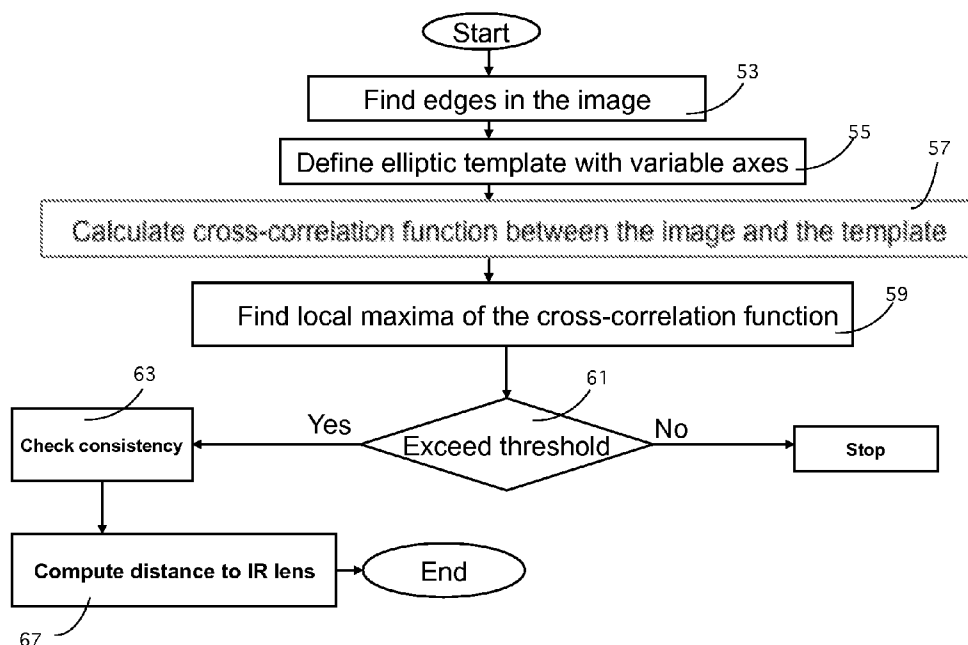 Start
53
Find edges in the image
55
Define elliptic template with variable axes
57
Calculate cross-correlation function between the image and the template
59
Find local maxima of the cross-correlation function
61
63
Yes
No
Check consistency
Exceed threshold
Stop
Compute distance to IR lens
End
67